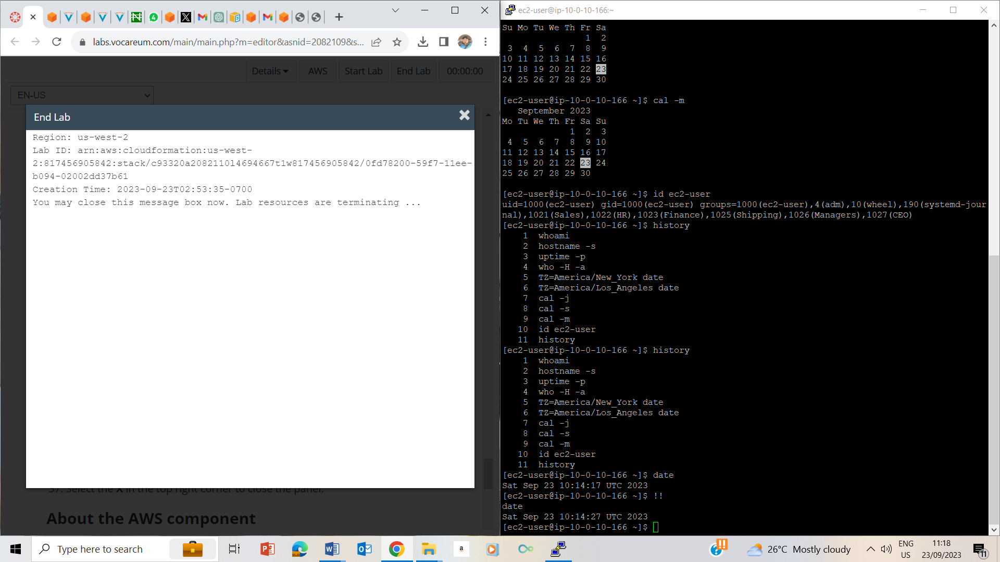 labs.vocareum.com/main/main.php?m=editor&asnid=2082109&s...
Details
AWS
Start Lab
End Lab
00:00:00
EN-US
End Lab
Region: us-west-2
Lab ID: arn:aws:cloudformation:us-west-
2:817456905842:stack/c93320a2082110l4694667t1w817456905842/0fd78200-59f7-11ee-
b094-02002dd37b61
Creation Time: 2023-09-23T02:53:35-0700
You may close this message box now. Lab resources are terminating ...
37. Select the X in the top right corner to close the panel.
About the AWS component
ec2-user@ip-10-0-10-166:~
Su Mo Tu We Th Fr Sa
1 2
3 4 5 6 7 8 9
10 11 12 13 14 15 16
17 18 19 20 21 22 23
24 25 26 27 28 29 30
[ec2-user@ip-10-0-10-166 ~]$ cal -m
September 2023
Mo Tu We Th Fr Sa Su
1 2 3
4 5 6 7 8 9 10
11 12 13 14 15 16 17
18 19 20 21 22 23 24
25 26 27 28 29 30
[ec2-user@ip-10-0-10-166 ~]$ id ec2-user
uid=1000(ec2-user) gid=1000(ec2-user) groups=1000(ec2-user),4(adm),10(wheel),190(systemd-jour
nal),1021(Sales),1022(HR),1023(Finance),1025(Shipping),1026(Managers),1027(CEO)
[ec2-user@ip-10-0-10-166 ~]$ history
1 whoami
2 hostname -s
3 uptime -p
4 who -H -a
5 TZ=America/New_York date
6 TZ=America/Los_Angeles date
7 cal -j
8 cal -s
9 cal -m
10 id ec2-user
11 history
[ec2-user@ip-10-0-10-166 ~]$ history
1 whoami
2 hostname -s
3 uptime -p
4 who -H -a
5 TZ=America/New_York date
6 TZ=America/Los_Angeles date
7 cal -j
8 cal -s
9 cal -m
10 id ec2-user
11 history
[ec2-user@ip-10-0-10-166 ~]$ date
Sat Sep 23 10:14:17 UTC 2023
[ec2-user@ip-10-0-10-166 ~]$ !!
date
Sat Sep 23 10:14:27 UTC 2023
[ec2-user@ip-10-0-10-166 ~]$
Type here to search
26°C Mostly cloudy
ENG
US
11:18
23/09/2023
11